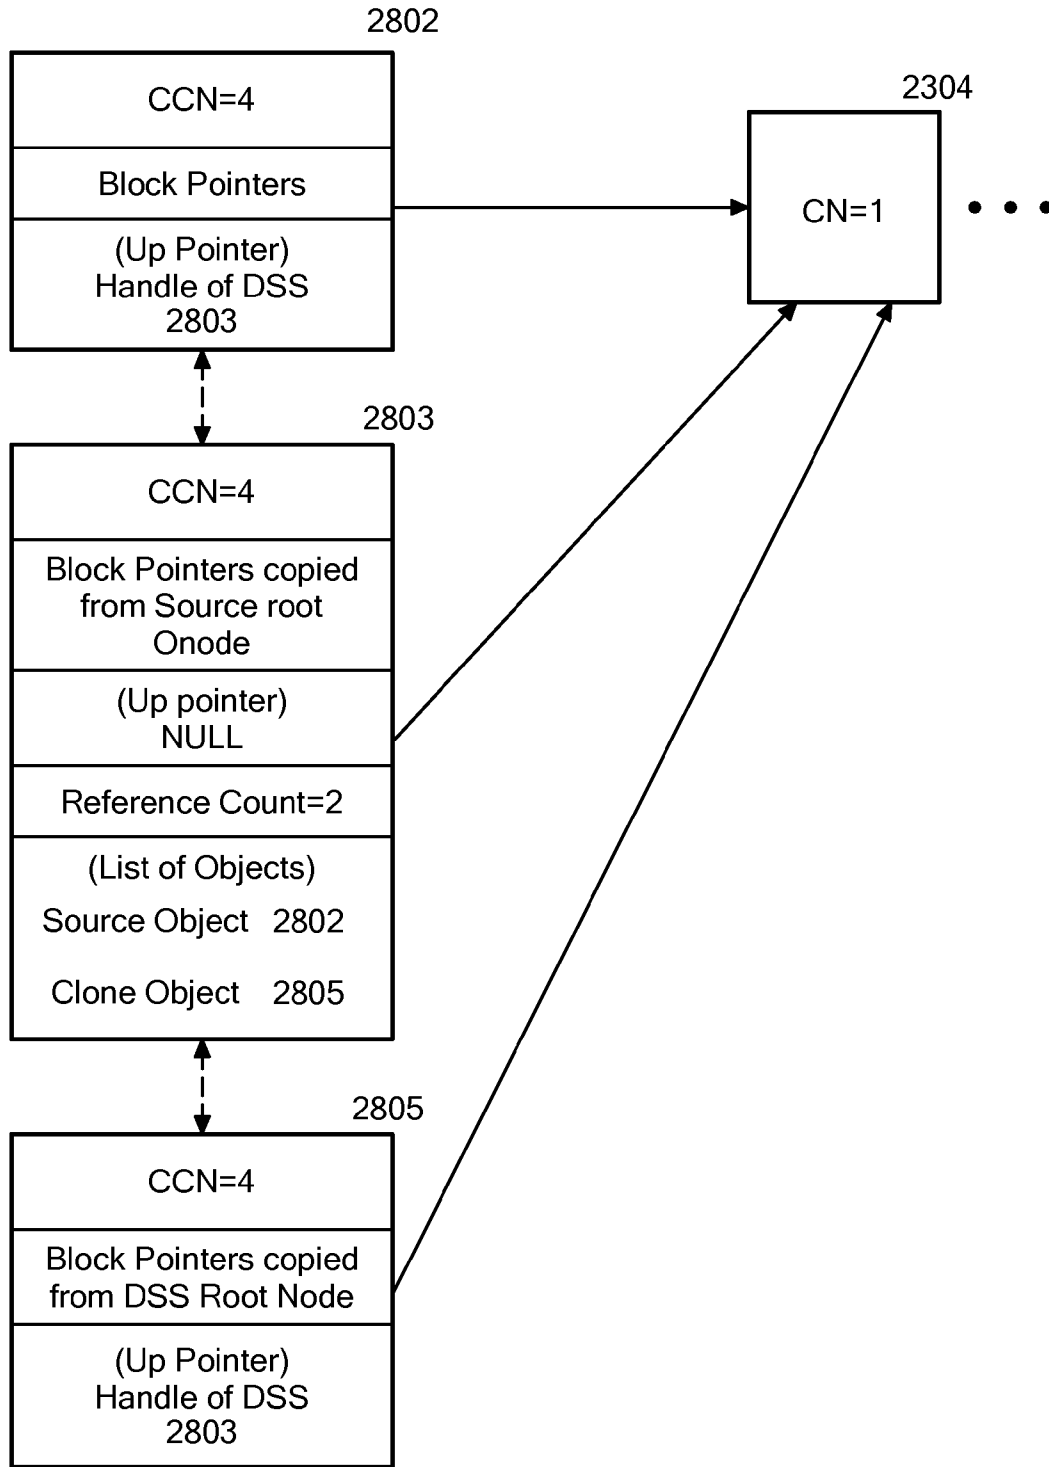 2802
CCN=4
Block Pointers
(Up Pointer)
Handle of DSS
2803
2304
CN=1
2803
CCN=4
Block Pointers copied
from Source root
Onode
(Up pointer)
NULL
Reference Count=2
(List of Objects)
Source Object 2802
Clone Object 2805
2805
CCN=4
Block Pointers copied
from DSS Root Node
(Up Pointer)
Handle of DSS
2803